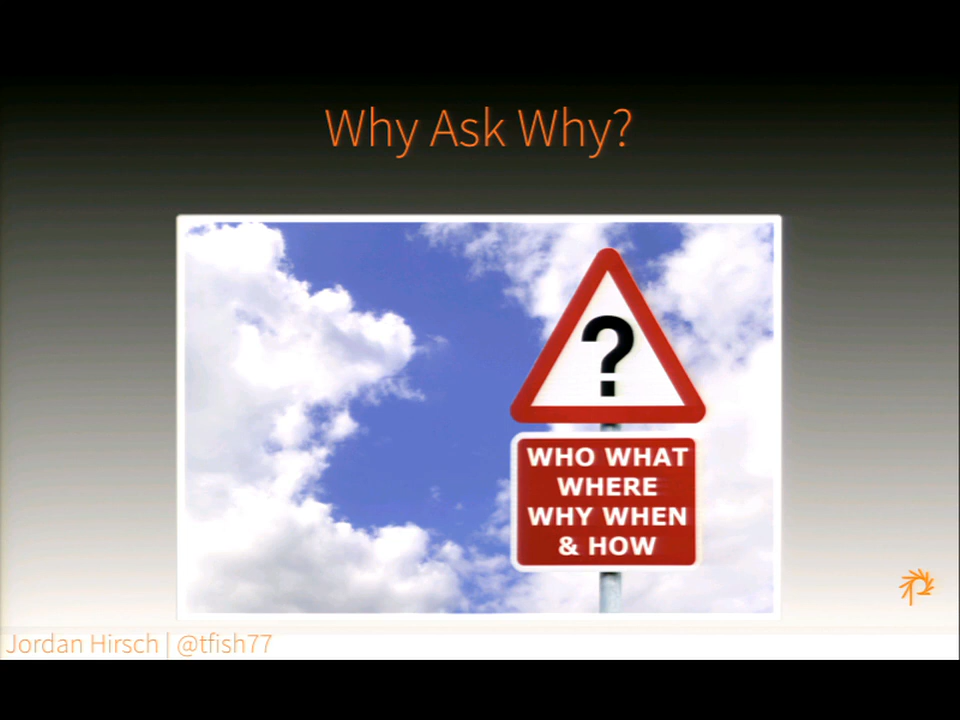 Why Ask Why?
?
WHO WHAT
WHERE
WHY WHEN
& HOW
Jordan Hirsch | @tfish77